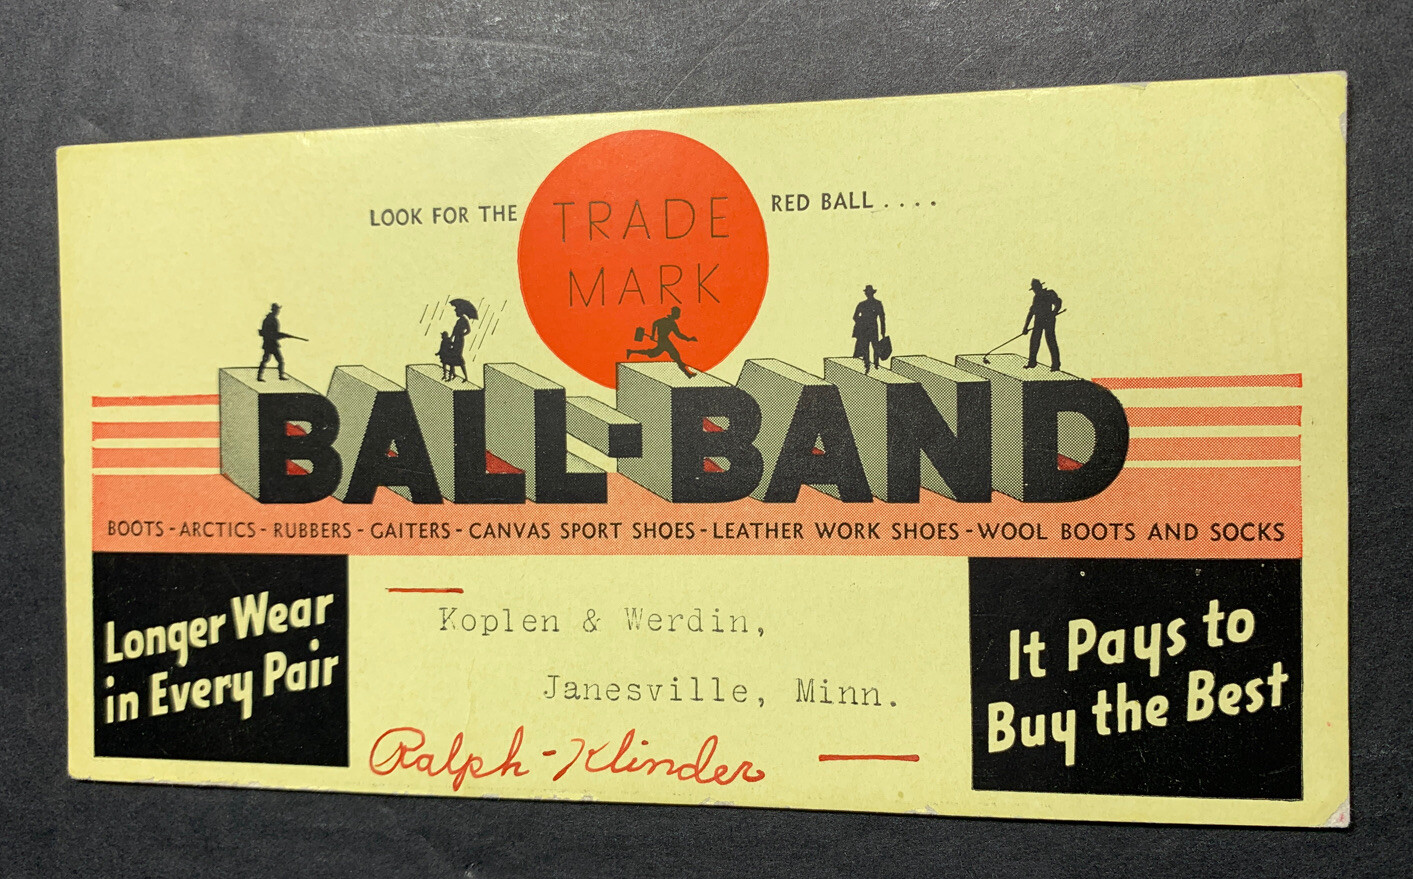 LOOK FOR THE TRADE MARK RED BALL....
BALL-BAND
BOOTS-ARCTICS-RUBBERS-GAITERS-CANVAS SPORT SHOES-LEATHER WORK SHOES-WOOL BOOTS AND SOCKS
Longer Wear
in Every Pair
Koplen & Werdin,
Janesville, Minn.
Ralph-Klinder
It Pays to
Buy the Best